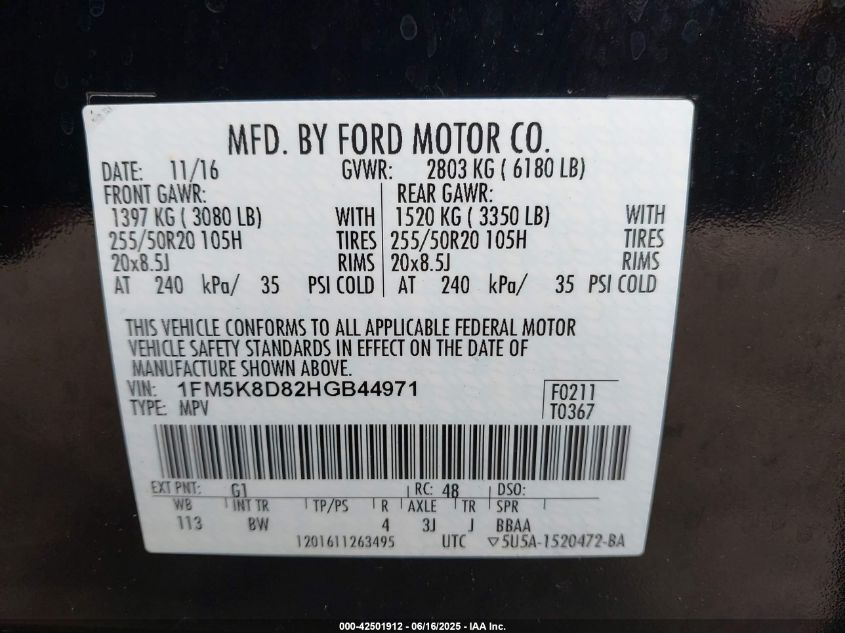 MFD. BY FORD MOTOR CO.
DATE: 11/16 GVWR: 2803 KG ( 6180 LB)
FRONT GAWR: REAR GAWR:
1397 KG ( 3080 LB) WITH 1520 KG ( 3350 LB) WITH
255/50R20 105H TIRES 255/50R20 105H TIRES
20x8.5J RIMS 20x8.5J RIMS
AT 240 kPa/ 35 PSI COLD AT 240 kPa/ 35 PSI COLD
THIS VEHICLE CONFORMS TO ALL APPLICABLE FEDERAL MOTOR
VEHICLE SAFETY STANDARDS IN EFFECT ON THE DATE OF
MANUFACTURE SHOWN ABOVE.
VIN: 1FM5K8D82HGB44971 F0211
TYPE: MPV T0367
EXT PNT: G1 RC: 48 DSO:
WB INT TR TP/PS R AXLE TR SPR
113 BW 4 3J J BBAA
1201611263495 UTC ▽5U5A-1520472-BA
000-42501912 - 06/16/2025 - IAA Inc.